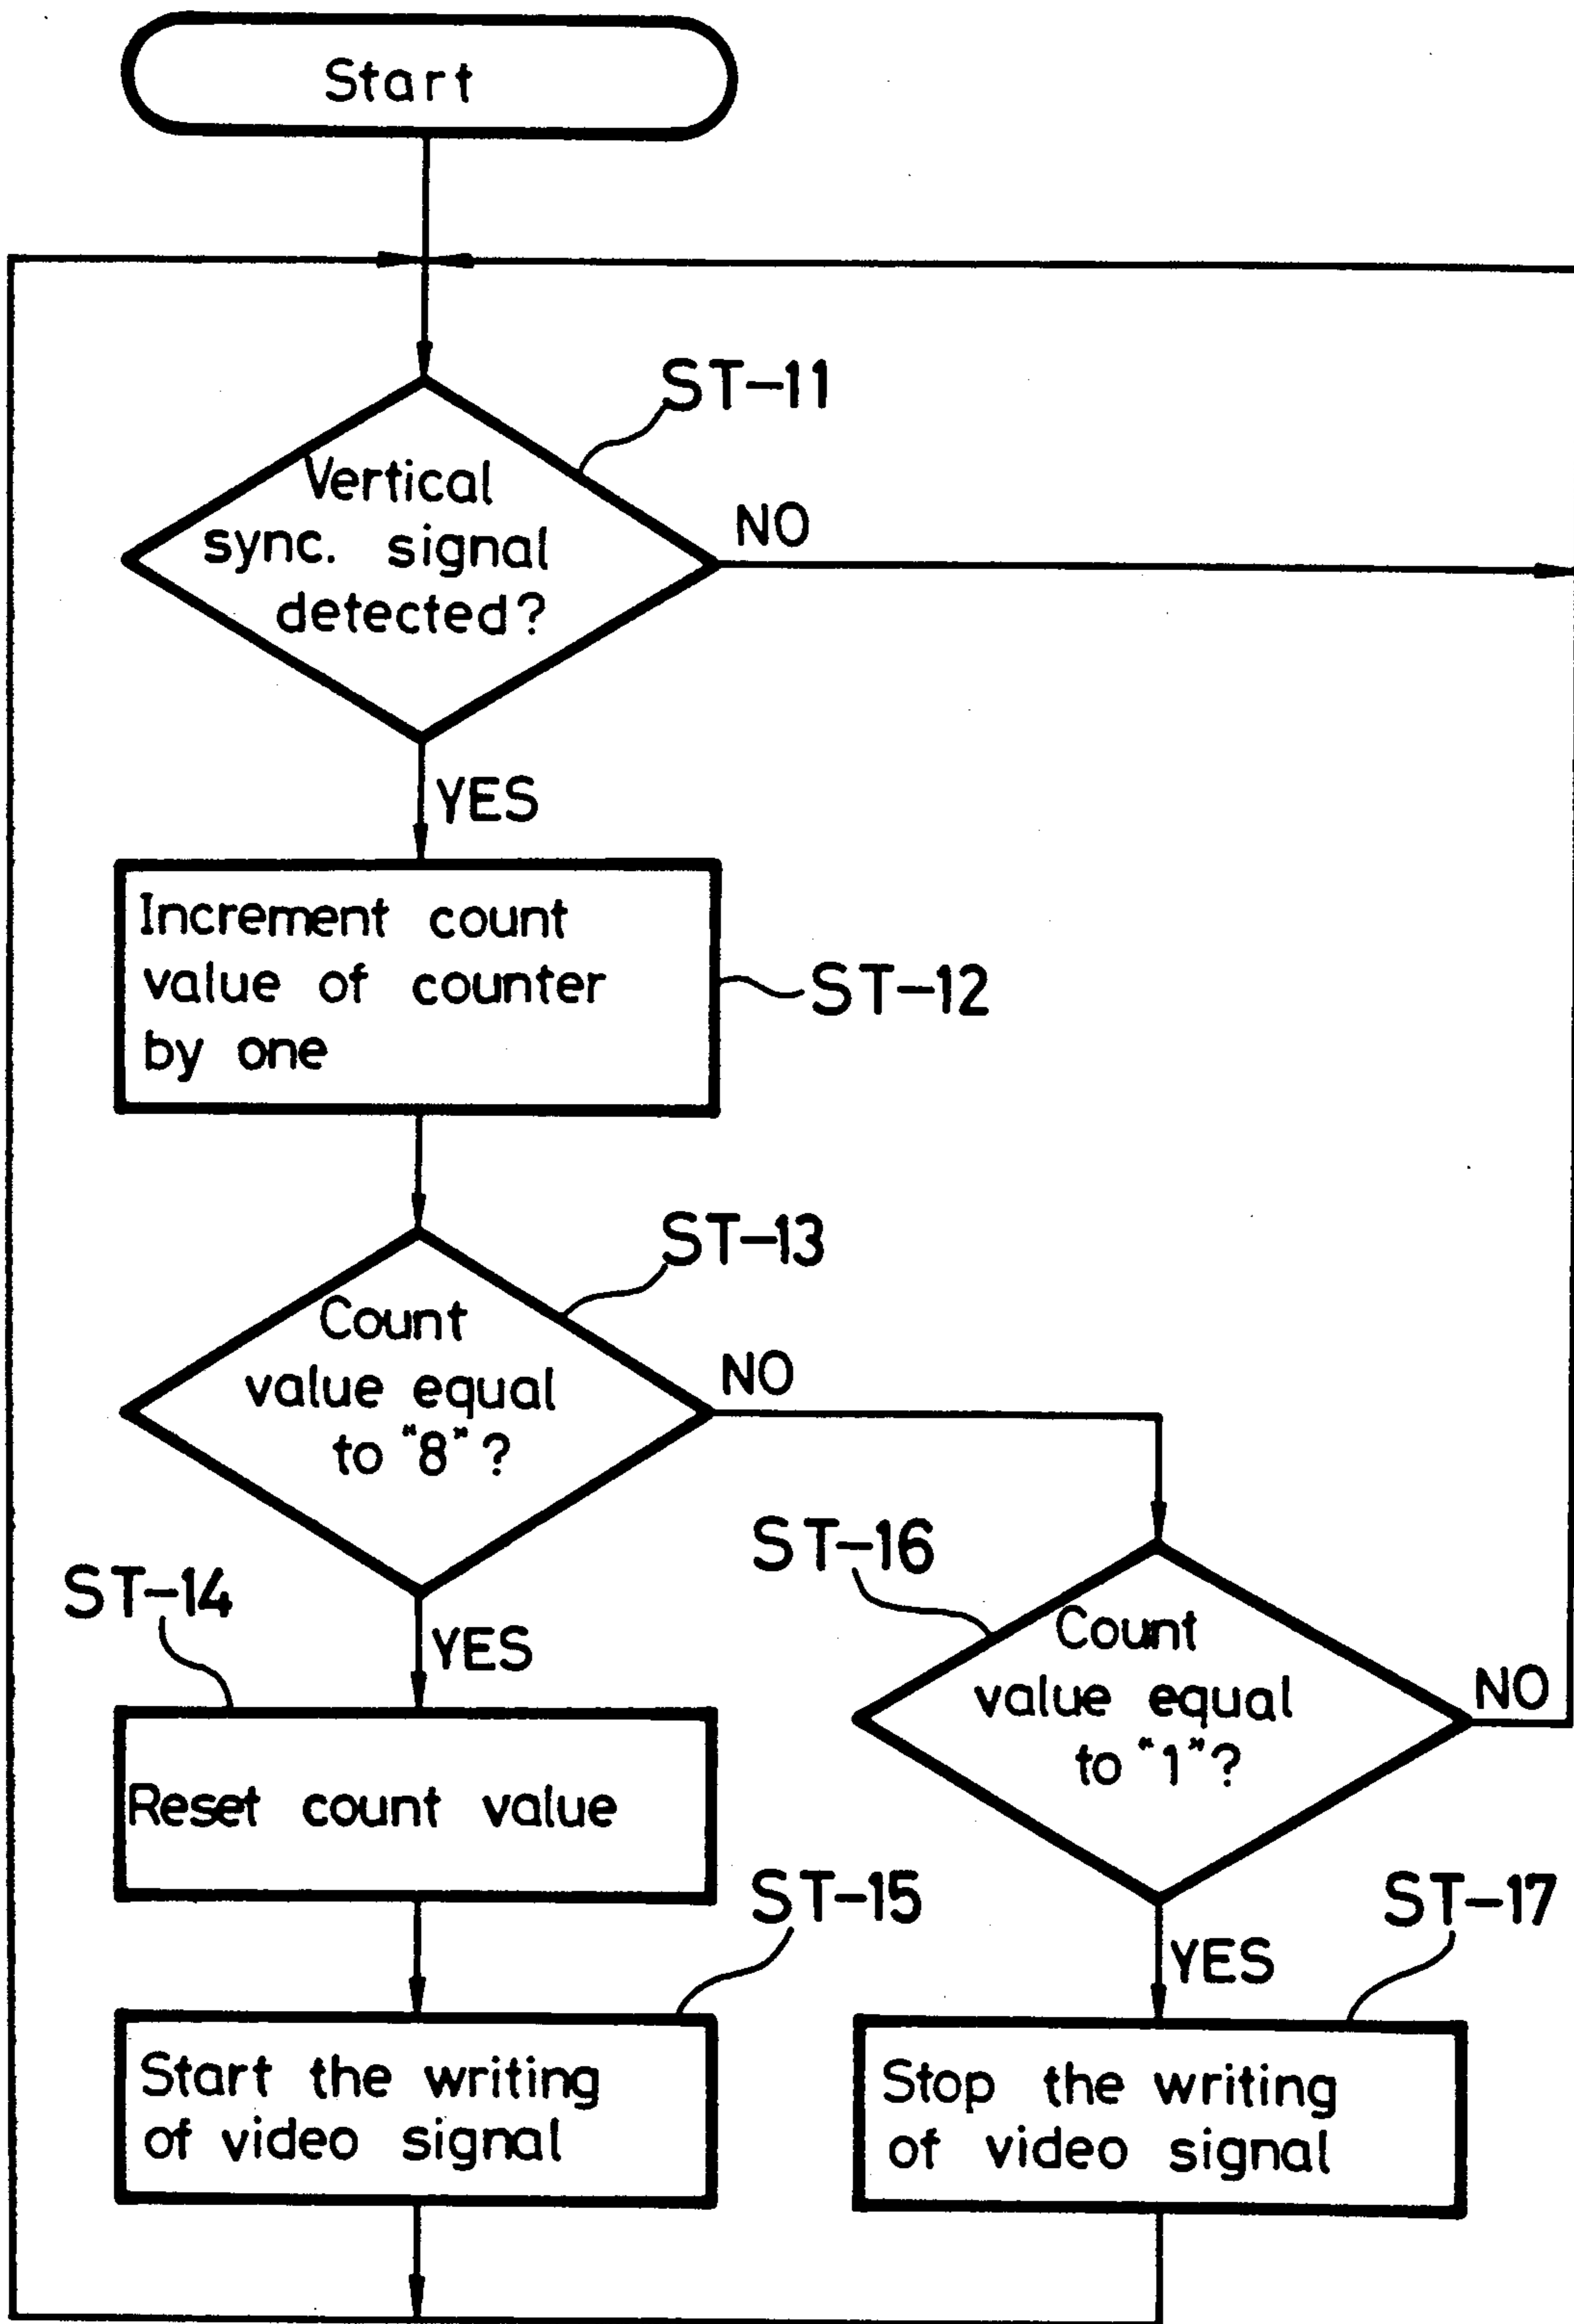 Start
ST-11
Vertical
sync. signal
detected?
NO
YES
Increment count
value of counter
by one
ST-12
ST-13
Count
value equal
to "8"?
NO
ST-16
ST-14
YES
Count
value equal
to "1"?
NO
Reset count value
ST-15
ST-17
YES
Start the writing
of video signal
Stop the writing
of video signal